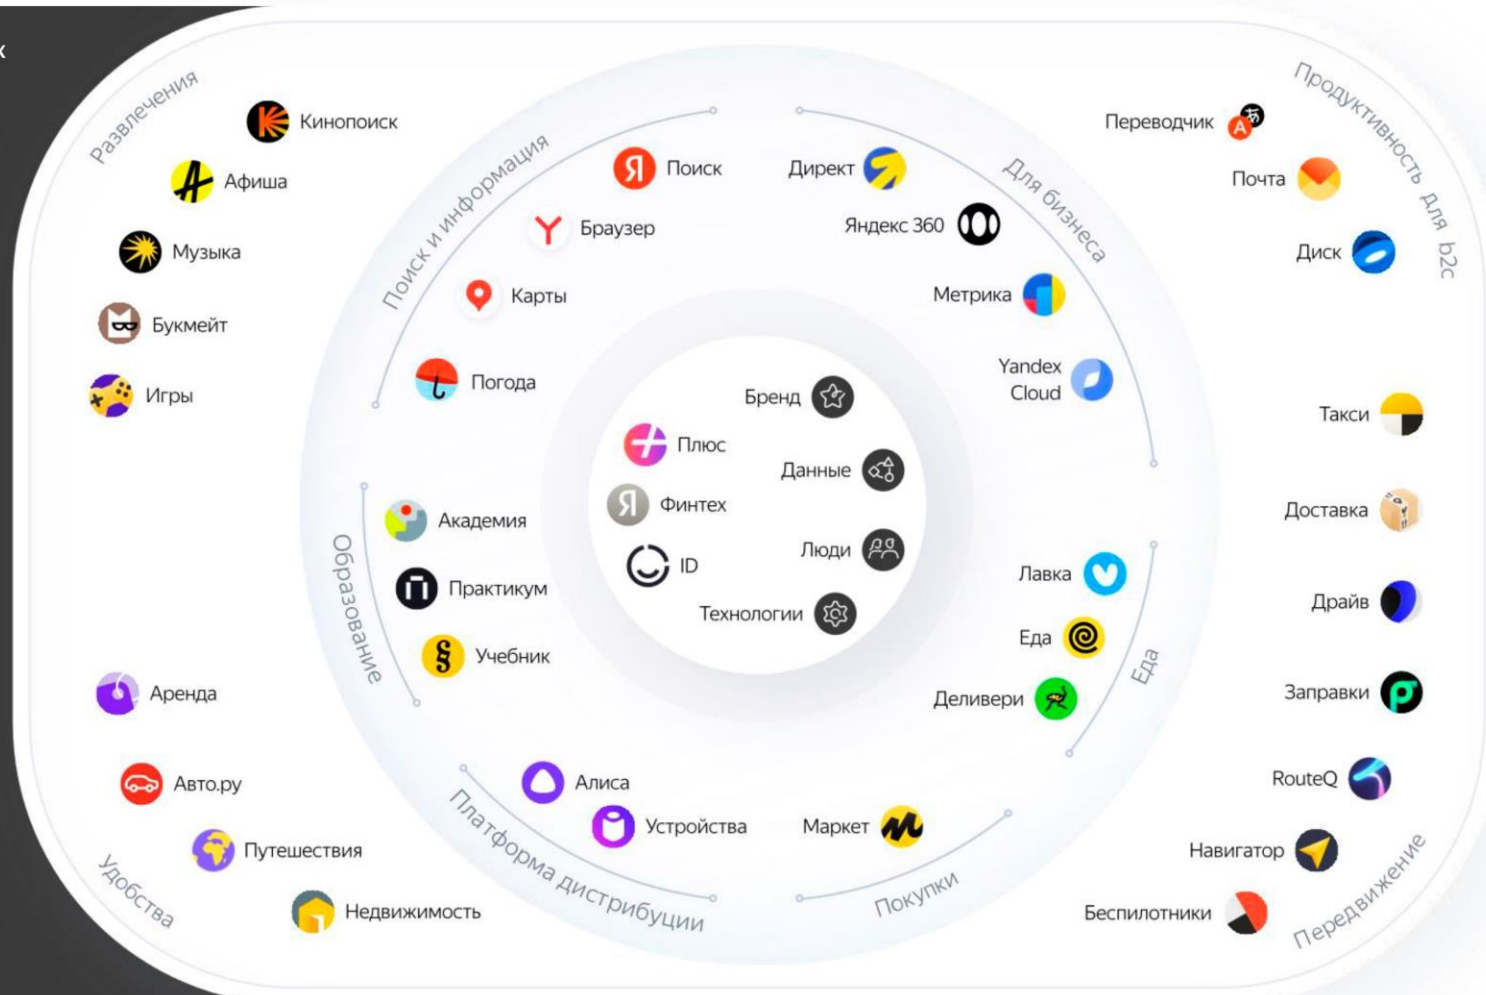 х
Развлечения
Кинопоиск
Афиша
Музыка
Букмейт
Игры
Поиск и информация
Поиск
Браузер
Карты
Погода
Для бизнеса
Директ
Яндекс 360
Метрика
Yandex
Cloud
Продуктивность для b2c
Переводчик
Почта
Диск
Бренд
Плюс
Данные
Финтех
Люди
ID
Технологии
Образование
Академия
Практикум
Учебник
Еда
Лавка
Еда
Деливери
Такси
Доставка
Драйв
Заправки
RouteQ
Навигатор
Беспилотники
Передвижение
Удобства
Аренда
Авто.ру
Путешествия
Недвижимость
Платформа дистрибуции
Алиса
Устройства
Покупки
Маркет